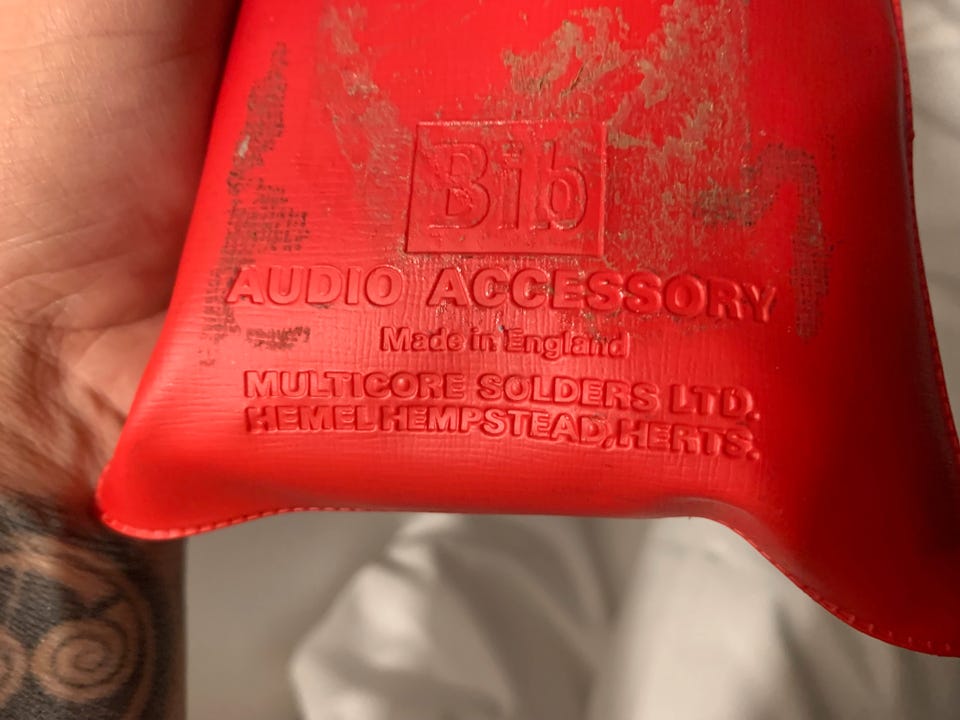 Bib
AUDIO ACCESSORY
Made in England
MULTICORE SOLDERS LTD.
HEMEL HEMPSTEAD, HERTS.